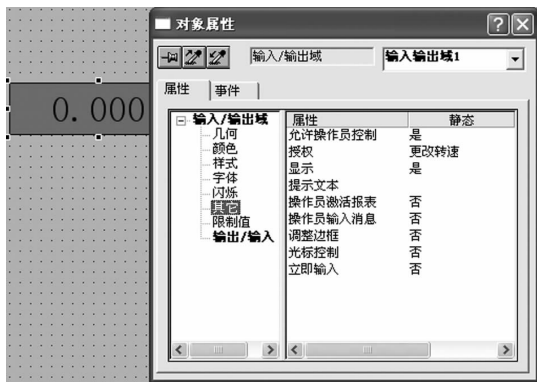 对象属性
输入/输出域 输入输出域1
属性 事件
0.000
输入/输出域
几何
颜色
样式
字体
闪烁
其它
限制值
输出/输入
属性 静态
允许操作员控制 是
授权 更改转速
显示 是
提示文本
操作员激活报表 否
操作员输入消息 否
调整边框 否
光标控制 否
立即输入 否